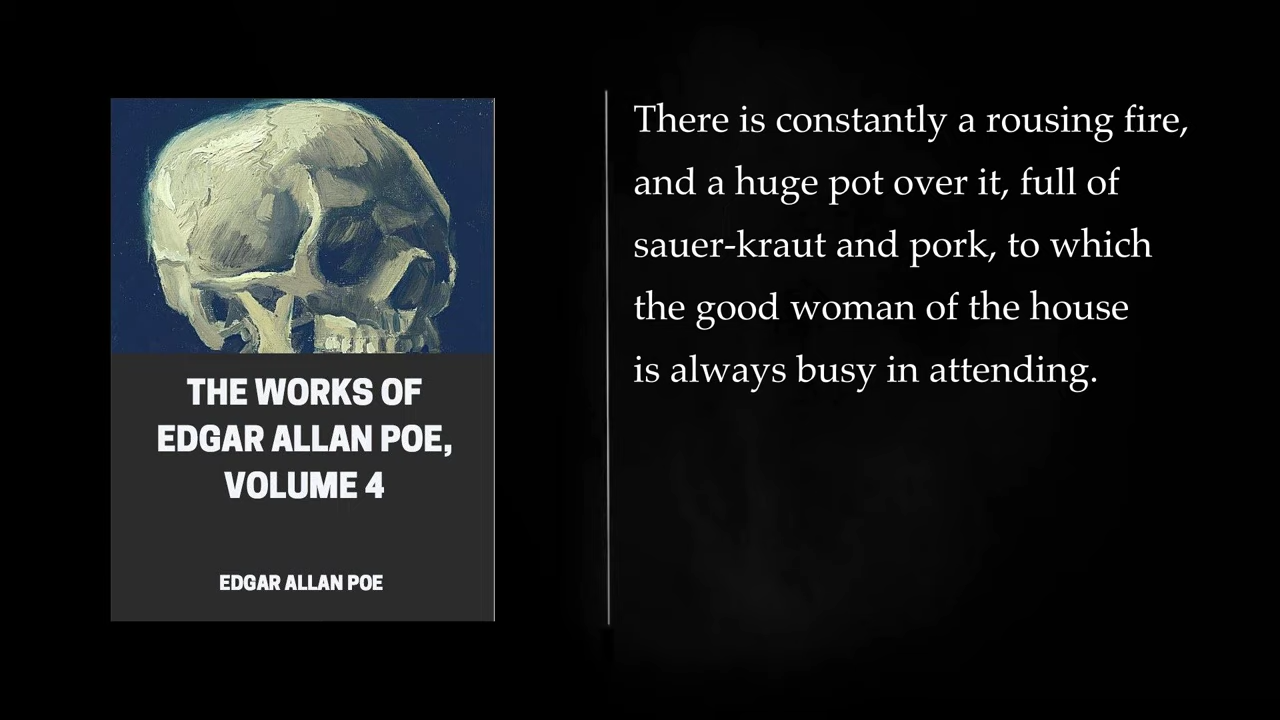 THE WORKS OF
EDGAR ALLAN POE,
VOLUME 4
EDGAR ALLAN POE
There is constantly a rousing fire,
and a huge pot over it, full of
sauer-kraut and pork, to which
the good woman of the house
is always busy in attending.